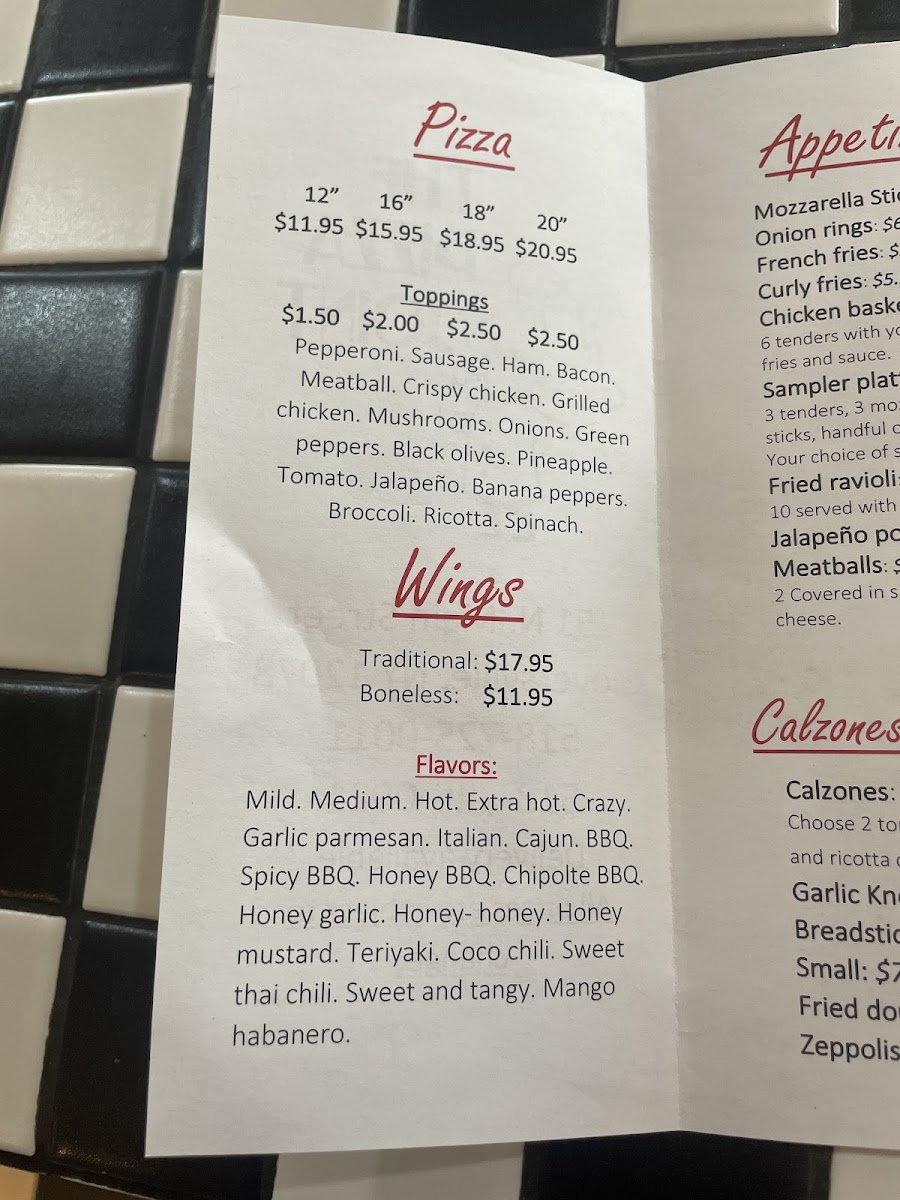 Pizza
12” 16” 18” 20”
$11.95 $15.95 $18.95 $20.95
Toppings
$1.50 $2.00 $2.50 $2.50
Pepperoni. Sausage. Ham. Bacon.
Meatball. Crispy chicken. Grilled
chicken. Mushrooms. Onions. Green
peppers. Black olives. Pineapple.
Tomato. Jalapeño. Banana peppers.
Broccoli. Ricotta. Spinach.
Wings
Traditional: $17.95
Boneless: $11.95
Flavors:
Mild. Medium. Hot. Extra hot. Crazy.
Garlic parmesan. Italian. Cajun. BBQ.
Spicy BBQ. Honey BBQ. Chipolte BBQ.
Honey garlic. Honey- honey. Honey
mustard. Teriyaki. Coco chili. Sweet
thai chili. Sweet and tangy. Mango
habanero.
Mozzarella
Onion rings:
French fries:
Curly fries: $5.
Chicken
6 tenders with
fries and sauce.
Sampler
3 tenders, 3
sticks, handful
Your choice of
Fried ravioli:
10 served with
Jalapeño
Meatballs:
2 Covered in
cheese.
Calzones
Calzones:
Choose 2
and ricotta
Garlic
Small: $7
Fried
Zeppolis